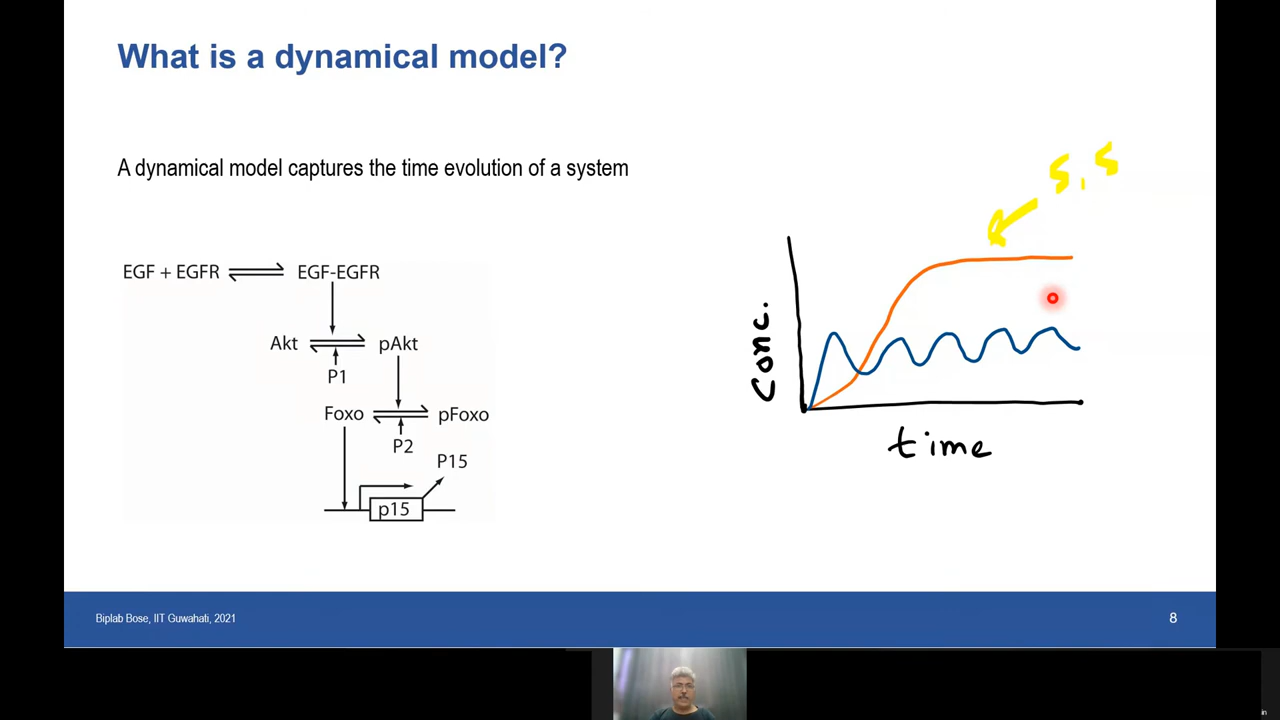 What is a dynamical model?
A dynamical model captures the time evolution of a system
EGF + EGFR
EGF-EGFR
Akt
pAkt
P1
Foxo
pFoxo
P2
P15
p15
S.S
Conc.
time
Biplab Bose, IIT Guwahati, 2021
8
in